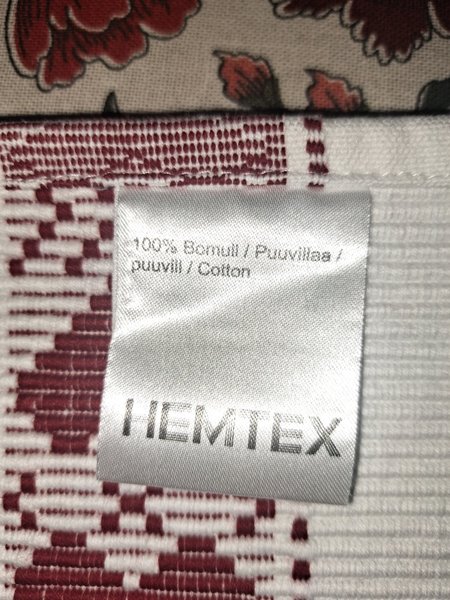 100% Bomull / Puuvillaa /
puuvill / Cotton
HEMTEX